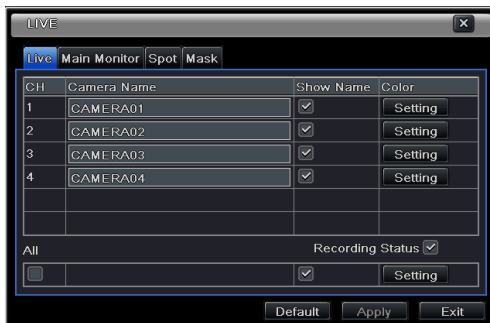 LIVE
Live Main Monitor Spot Mask
CH Camera Name Show Name Color
1 CAMERA01 Setting
2 CAMERA02 Setting
3 CAMERA03 Setting
4 CAMERA04 Setting
All Recording Status
Setting
Default Apply Exit